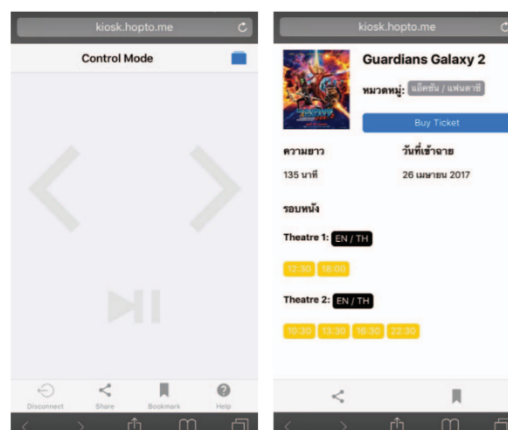 kiosk.hopto.me
Control Mode
Disconnect
Share
Bookmark
Help
kiosk.hopto.me
Guardians Galaxy 2
หมวดหมู่: แอ็คชั่น / แฟนตาซี
Buy Ticket
ความยาว วันที่เข้าฉาย
135 นาที 26 เมษายน 2017
รอบหนัง
Theatre 1: EN / TH
12:30 16:00
Theatre 2: EN / TH
10:30 13:30 16:30 22:30